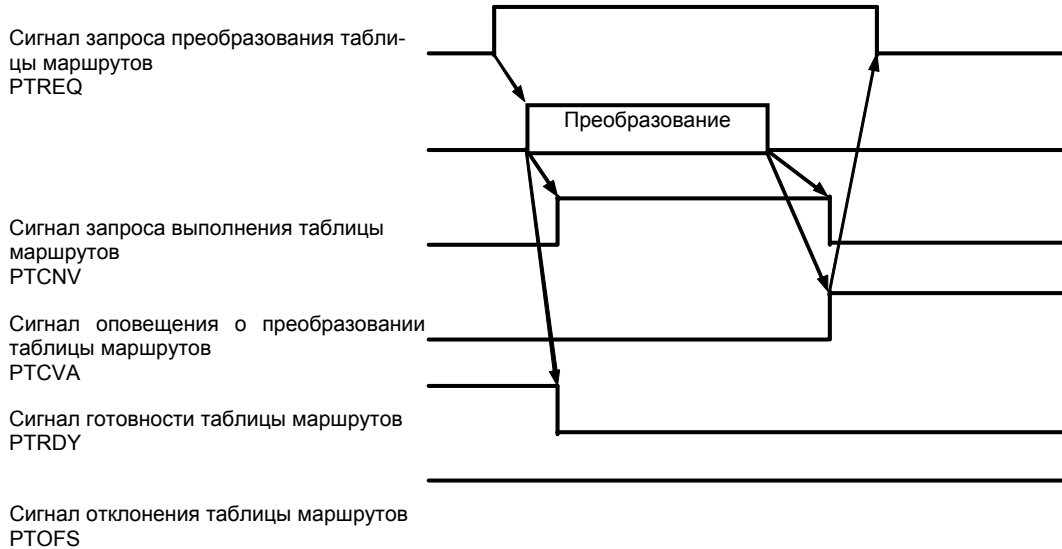 Сигнал запроса преобразования табли-
цы маршрутов
PTREQ
Преобразование
Сигнал запроса выполнения таблицы
маршрутов
PTCNV
Сигнал оповещения о преобразовании
таблицы маршрутов
PTCVA
Сигнал готовности таблицы маршрутов
PTRDY
Сигнал отклонения таблицы маршрутов
PTOFS